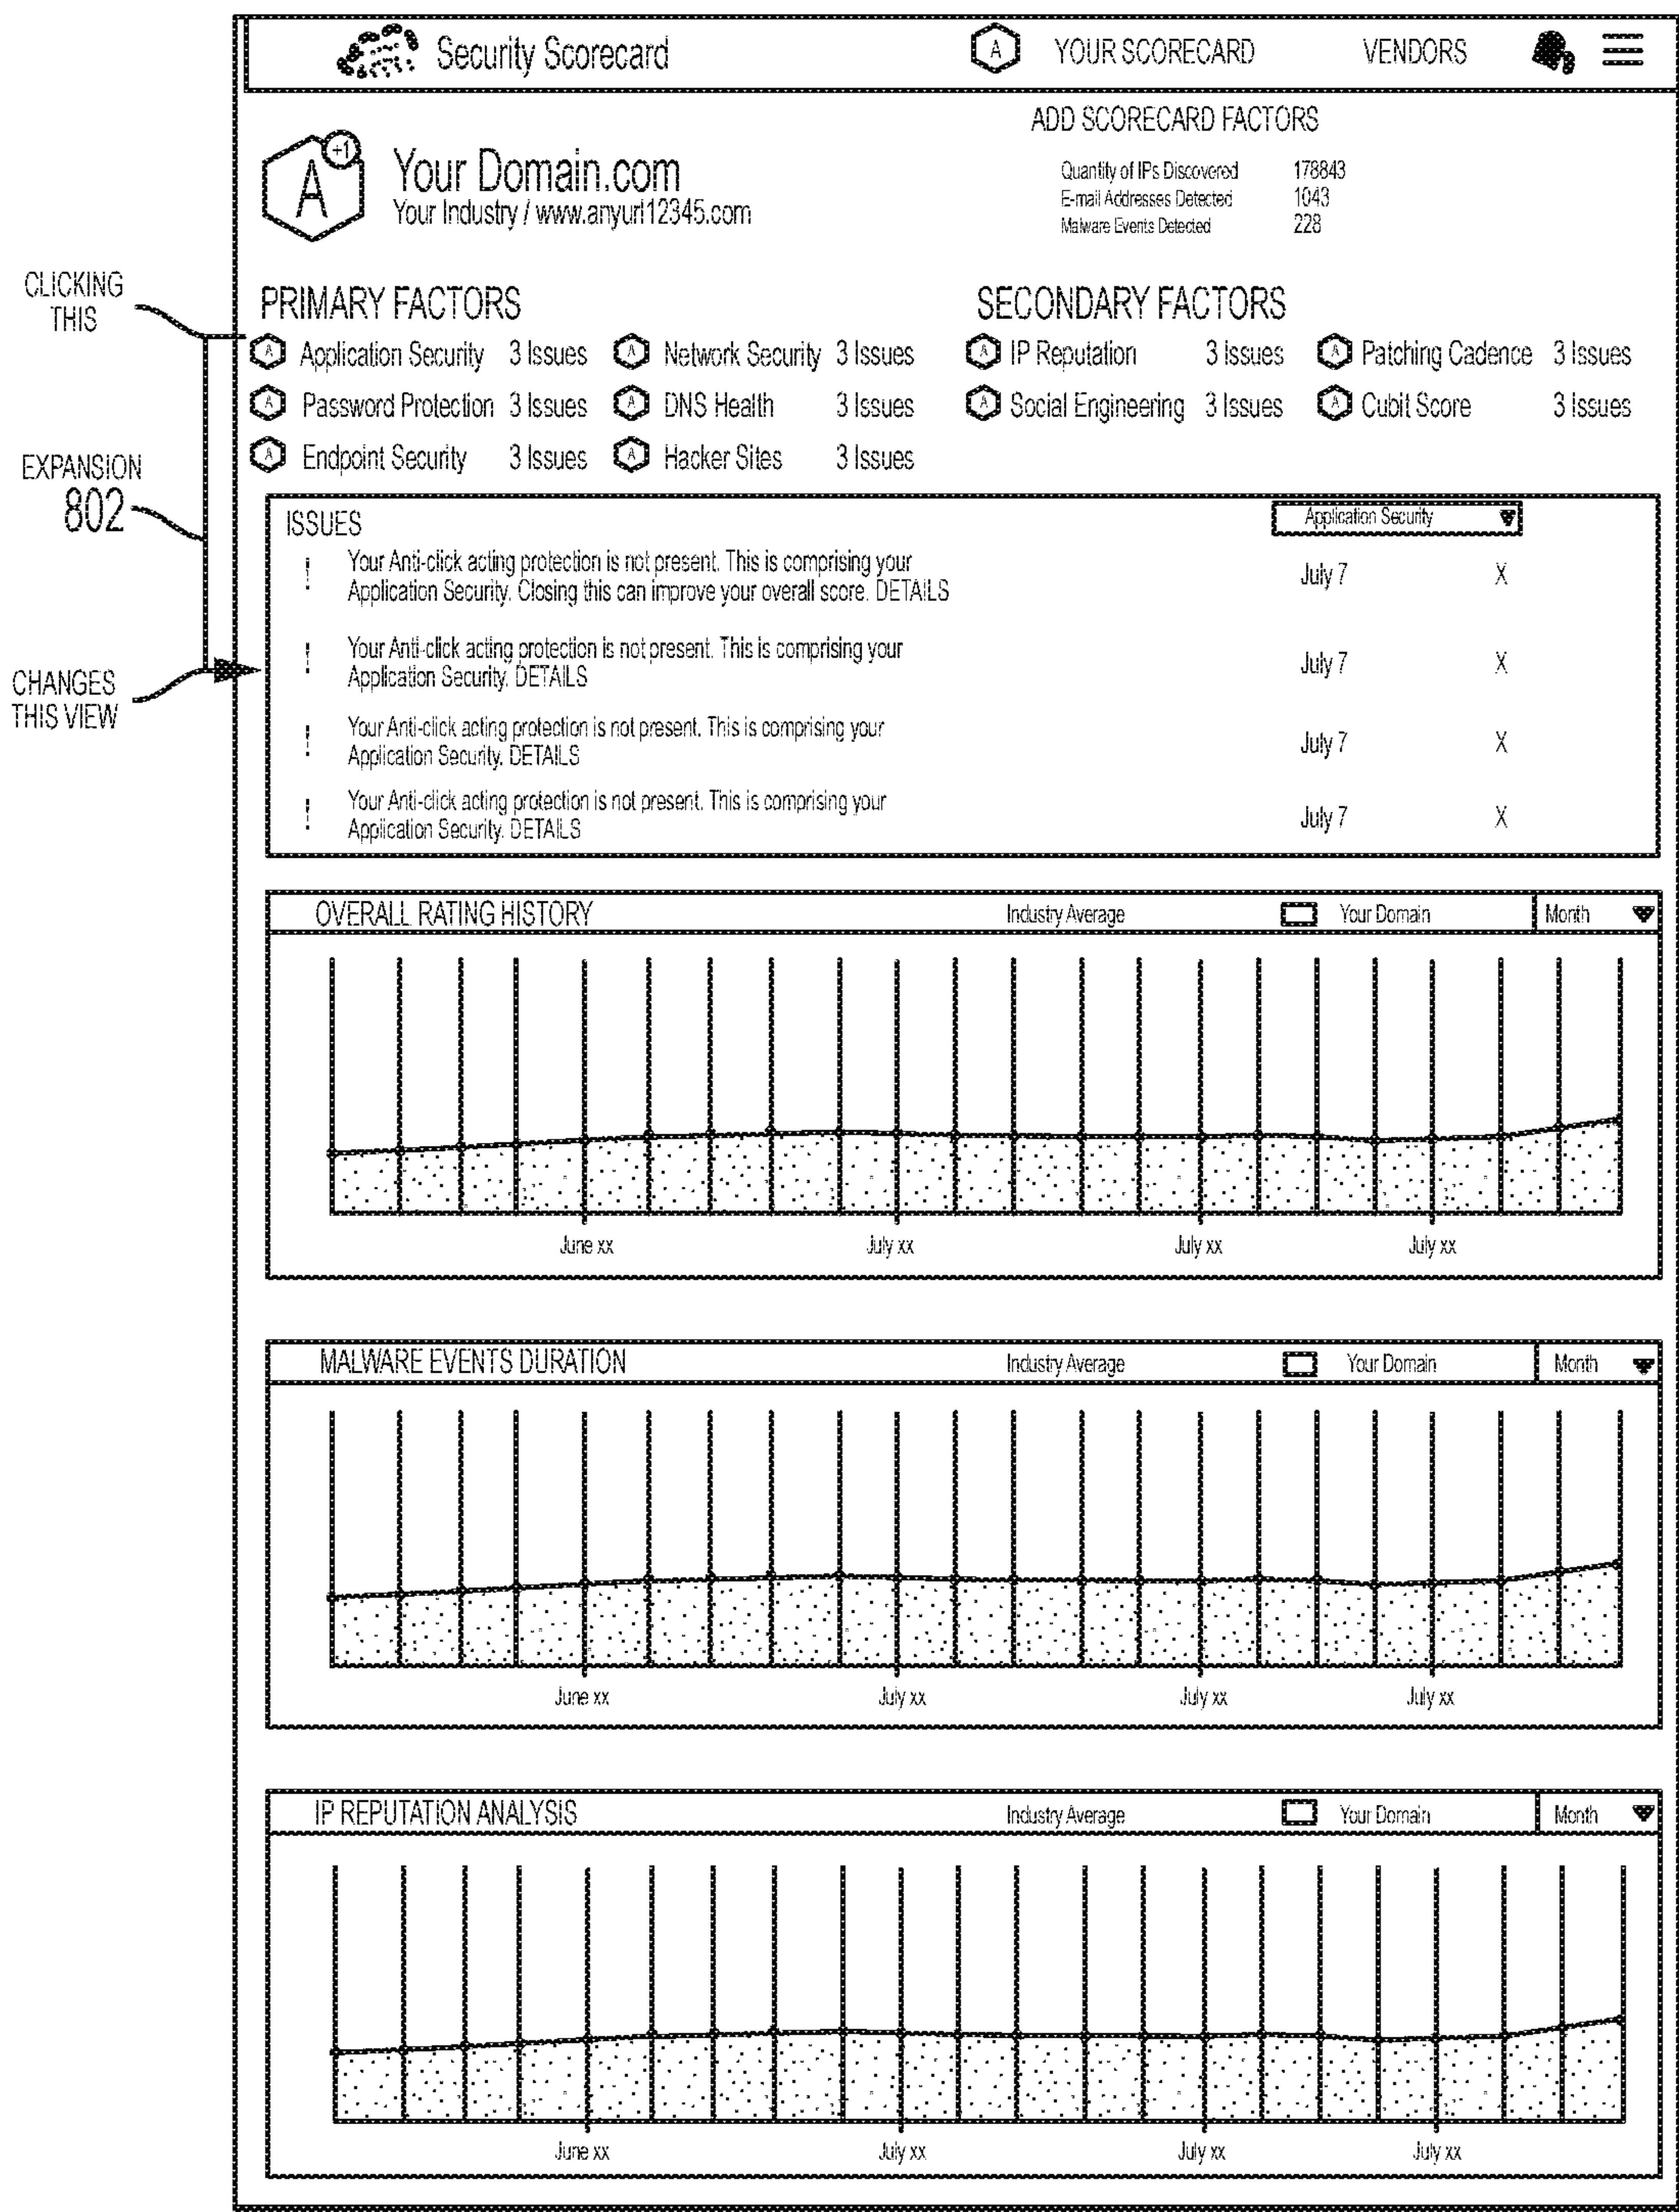 Security Scorecard
A
YOUR SCORECARD
VENDORS
ADD SCORECARD FACTORS
A
+1
Your Domain.com
Your Industry / www.anyurl12345.com
Quantity of IPs Discovered 178843
E-mail Addresses Detected 1043
Malware Events Detected 228
CLICKING
THIS
EXPANSION
802
CHANGES
THIS VIEW
PRIMARY FACTORS
SECONDARY FACTORS
A Application Security 3 Issues A Network Security 3 Issues A IP Reputation 3 Issues A Patching Cadence 3 Issues
A Password Protection 3 Issues A DNS Health 3 Issues A Social Engineering 3 Issues A Cubit Score 3 Issues
A Endpoint Security 3 Issues A Hacker Sites 3 Issues
ISSUES
Application Security
! Your Anti-click acting protection is not present. This is comprising your
Application Security. Closing this can improve your overall score. DETAILS
July 7 X
! Your Anti-click acting protection is not present. This is comprising your
Application Security. DETAILS
July 7 X
! Your Anti-click acting protection is not present. This is comprising your
Application Security. DETAILS
July 7 X
! Your Anti-click acting protection is not present. This is comprising your
Application Security. DETAILS
July 7 X
OVERALL RATING HISTORY Industry Average Your Domain Month
June xx July xx July xx July xx
MALWARE EVENTS DURATION Industry Average Your Domain Month
June xx July xx July xx July xx
IP REPUTATION ANALYSIS Industry Average Your Domain Month
June xx July xx July xx July xx